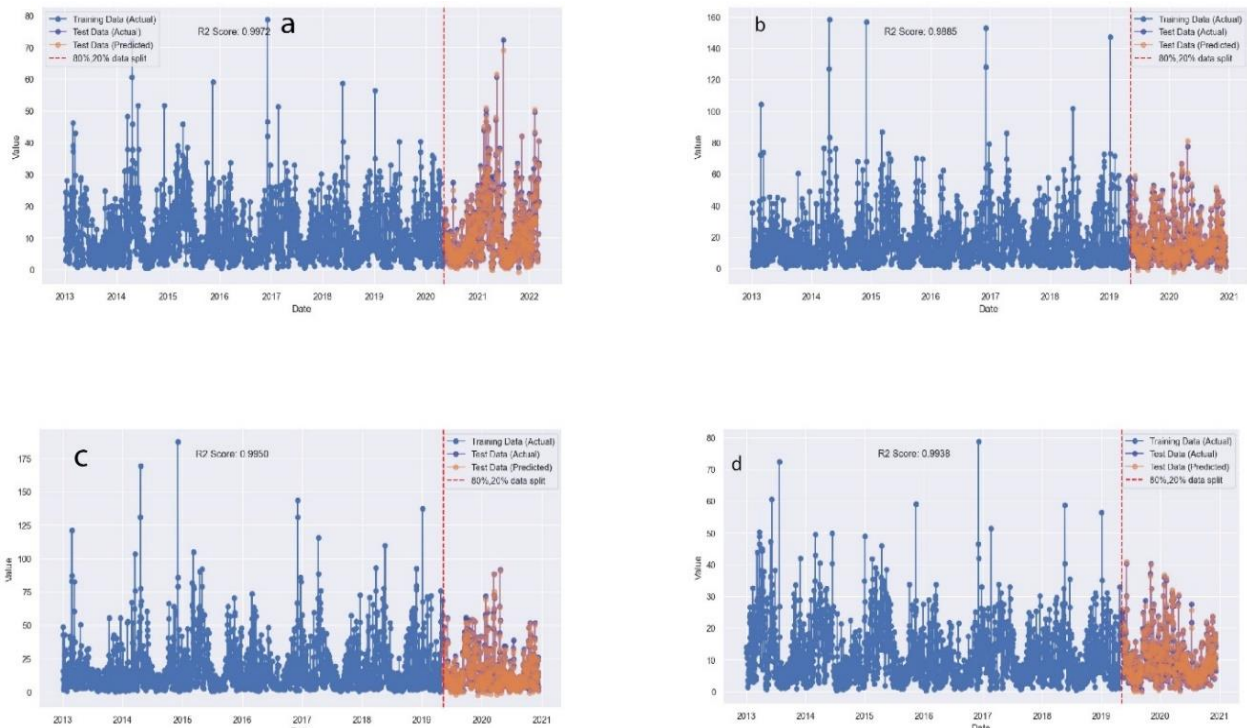 Training Data (Actual)
Test Data (Actual)
Test Data (Predicted)
80%,20% data split
R2 Score: 0.9972
a
Value
80
70
60
50
40
30
20
10
0
2013 2014 2015 2016 2017 2018 2019 2020 2021 2022
Date
b
R2 Score: 0.9885
Training Data (Actual)
Test Data (Actual)
Test Data (Predicted)
80%,20% data split
Value
160
140
120
100
80
60
40
20
0
2013 2014 2015 2016 2017 2018 2019 2020 2021
Date
c
R2 Score: 0.9950
Training Data (Actual)
Test Data (Actual)
Test Data (Predicted)
80%,20% data split
Value
175
150
125
100
75
50
25
0
2013 2014 2015 2016 2017 2018 2019 2020 2021
d
R2 Score: 0.9938
Training Data (Actual)
Test Data (Actual)
Test Data (Predicted)
80%,20% data split
Value
80
70
60
50
40
30
20
10
0
2013 2014 2015 2016 2017 2018 2019 2020 2021